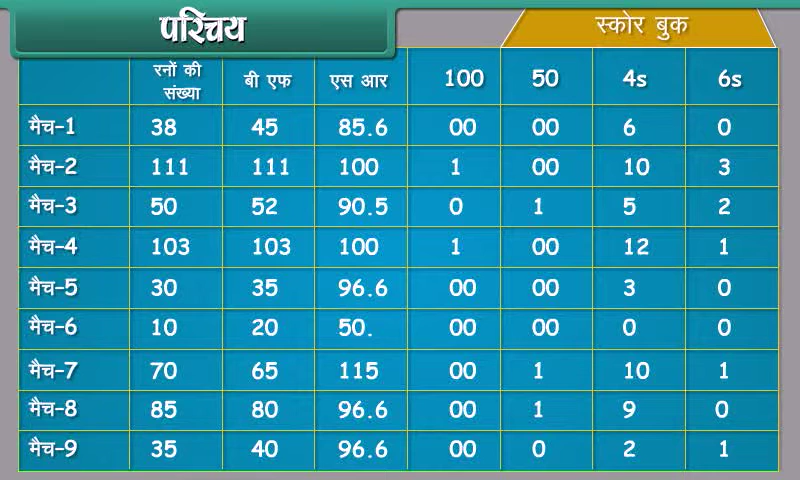 परिचय
स्कोर बुक
रनों की संख्या बी एफ एस आर 100 50 4s 6s
मैच-1 38 45 85.6 00 00 6 0
मैच-2 111 111 100 1 00 10 3
मैच-3 50 52 90.5 0 1 5 2
मैच-4 103 103 100 1 00 12 1
मैच-5 30 35 96.6 00 00 3 0
मैच-6 10 20 50. 00 00 0 0
मैच-7 70 65 115 00 1 10 1
मैच-8 85 80 96.6 00 1 9 0
मैच-9 35 40 96.6 00 0 2 1